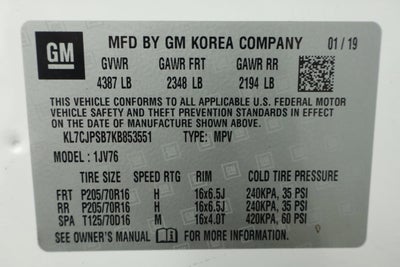 GM MFD BY GM KOREA COMPANY 01 / 19
GVWR GAWR FRT GAWR RR
4387 LB 2348 LB 2194 LB
THIS VEHICLE CONFORMS TO ALL APPLICABLE U.S. FEDERAL MOTOR
VEHICLE SAFETY AND THEFT PREVENTION STANDARDS IN EFFECT
ON THE DATE OF MANUFACTURE SHOWN ABOVE.
KL7CJPSB7KB853551 TYPE: MPV
MODEL : 1JV76
TIRE SIZE SPEED RTG RIM COLD TIRE PRESSURE
FRT P205/70R16 H 16x6.5J 240KPA, 35 PSI
RR P205/70R16 H 16x6.5J 240KPA, 35 PSI
SPA T125/70D16 M 16x4.0T 420KPA, 60 PSI
SEE OWNER'S MANUAL FOR MORE INFORMATION.